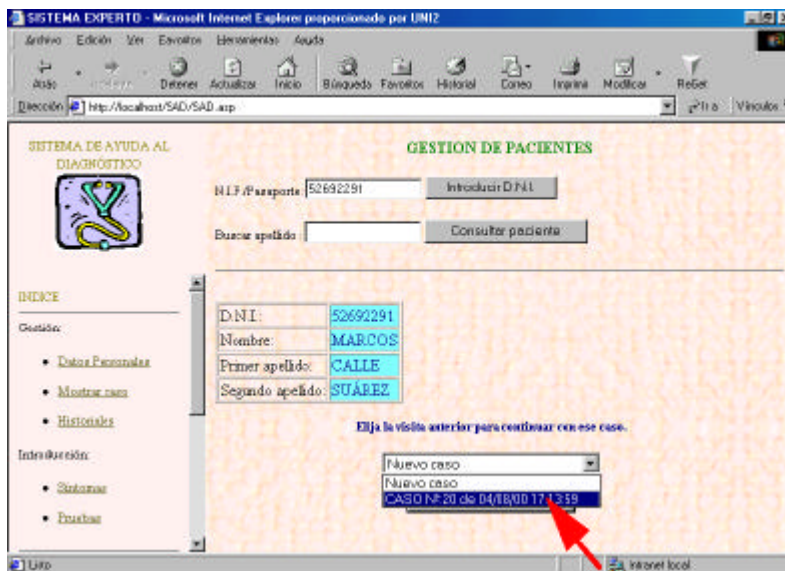 SISTEMA EXPERTO - Microsoft Internet Explorer proporcionado por UNI2
Archivo Edición Ver Favoritos Herramientas Ayuda
Atrás Detener Actualizar Inicio Búsqueda Favoritos Historial Correo Imprimir Modificar ReGet
Dirección http://localhost/SAD/SAD.asp Ir a Vínculos
SISTEMA DE AYUDA AL
DIAGNÓSTICO
GESTION DE PACIENTES
N.I.F./Pasaporte: 52692291 Introducir D.N.I.
Buscar apellido: Consultar paciente
INDICE
Gestión:
• Datos Personales
• Mostrar caso
• Historiales
Introducción:
• Síntomas
• Pruebas
D.N.I.: 52692291
Nombre: MARCOS
Primer apellido: CALLE
Segundo apellido: SUÁREZ
Elija la visita anterior para continuar con ese caso.
Nuevo caso
Nuevo caso
CASO Nº 20 de 04/08/00 17:13:59
Listo
Intranet local